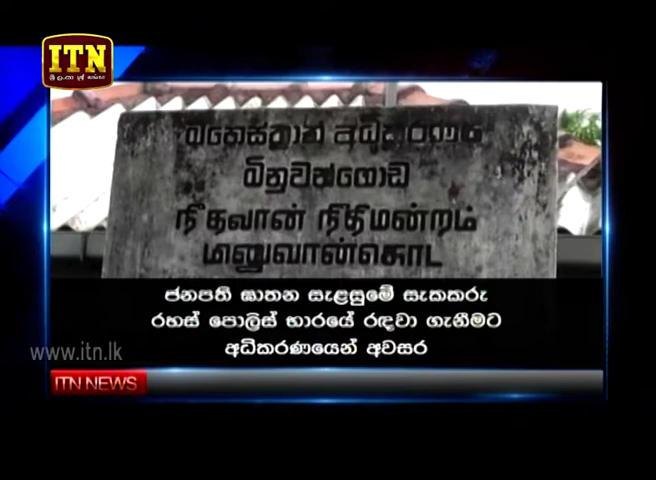 ITN
ශ්‍රී ලංකා
මහෙස්ත්‍රාත් අධිකරණය
මිනුවන්ගොඩ
நீதவான் நீதிமன்றம்
மனுவான்கொட
ජනපති ඝාතන සැළසුමේ සැකකරු
රහස් පොලිස් භාරයේ රඳවා ගැනීමට
අධිකරණයෙන් අවසර
www.itn.lk
ITN NEWS